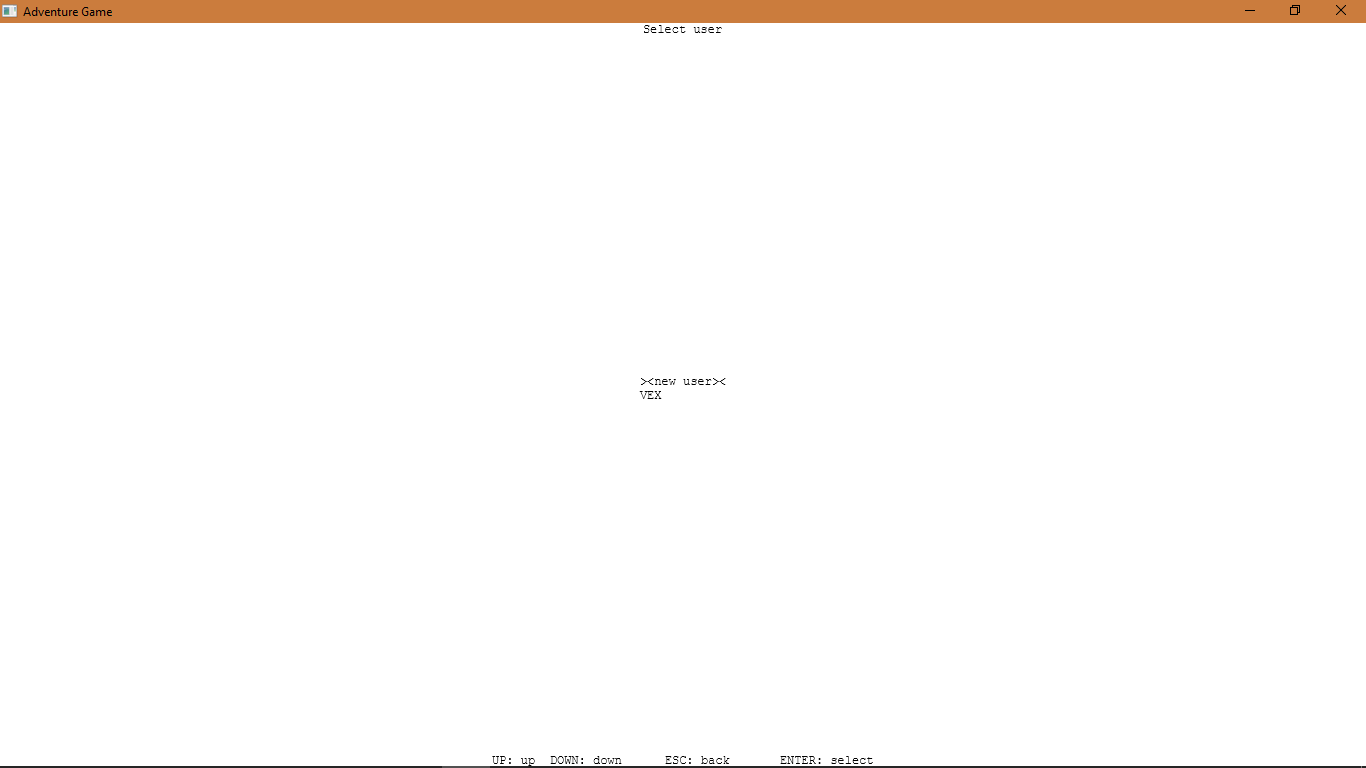 Adventure Game
Select user
><new user><
VEX
UP: up  DOWN: down      ESC: back       ENTER: select